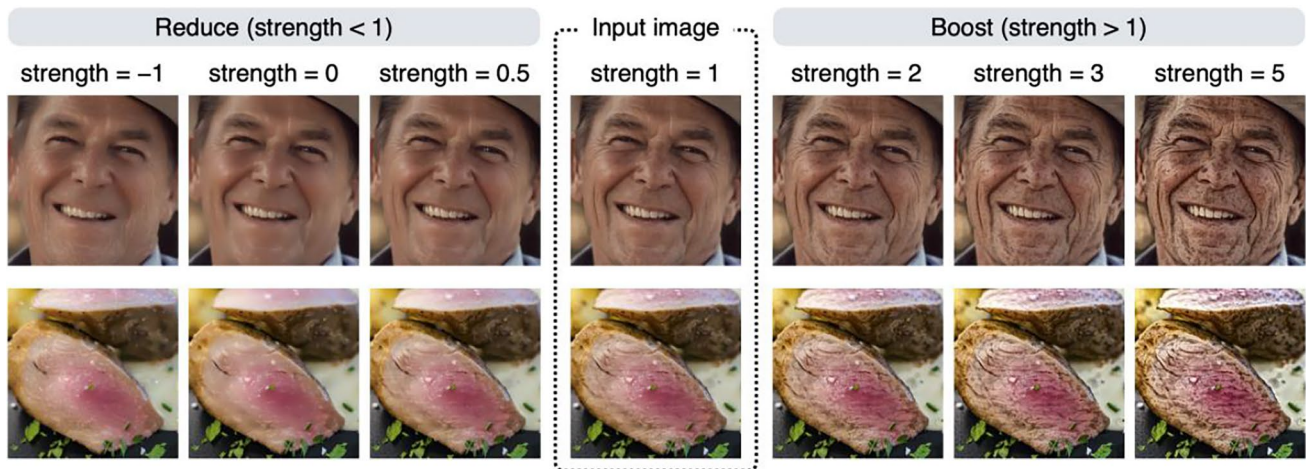 Reduce (strength < 1)
Input image
Boost (strength > 1)
strength = −1
strength = 0
strength = 0.5
strength = 1
strength = 2
strength = 3
strength = 5